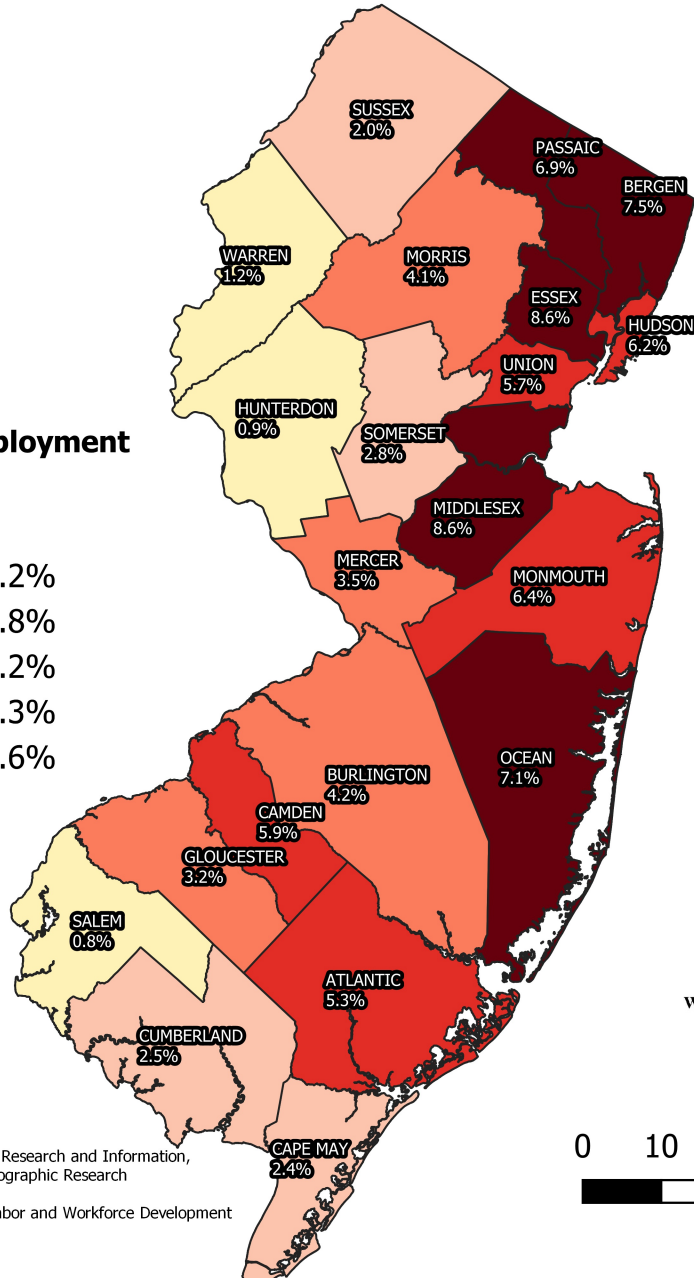 SUSSEX
2.0%
PASSAIC
6.9%
BERGEN
7.5%
WARREN
1.2%
MORRIS
4.1%
ESSEX
8.6%
HUDSON
6.2%
UNION
5.7%
HUNTERDON
0.9%
SOMERSET
2.8%
ployment
MIDDLESEX
8.6%
MERCER
3.5%
MONMOUTH
6.4%
.2%
.8%
.2%
.3%
.6%
OCEAN
7.1%
BURLINGTON
4.2%
CAMDEN
5.9%
GLOUCESTER
3.2%
SALEM
0.8%
ATLANTIC
5.3%
W
CUMBERLAND
2.5%
CAPE MAY
2.4%
Research and Information,
ographic Research
abor and Workforce Development
0 10